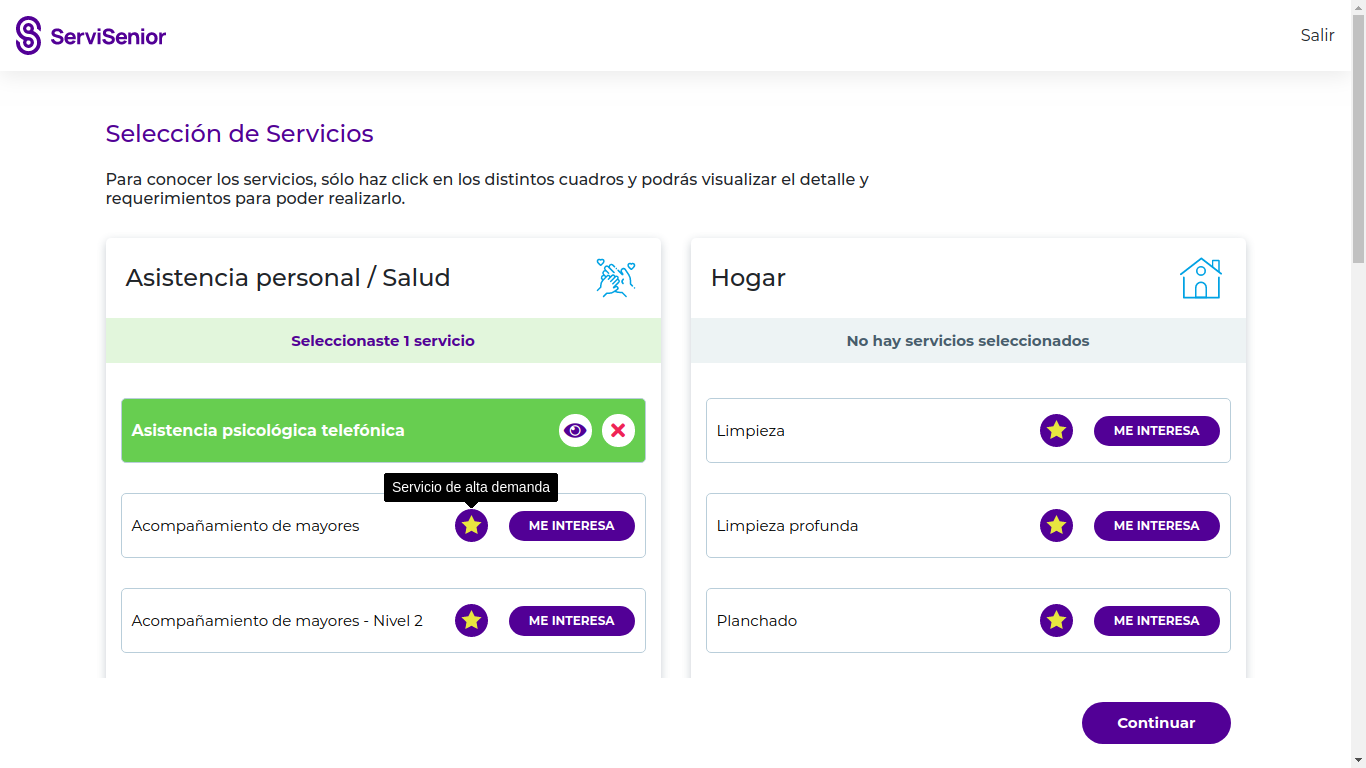 ServiSenior
Salir
Selección de Servicios
Para conocer los servicios, sólo haz click en los distintos cuadros y podrás visualizar el detalle y
requerimientos para poder realizarlo.
Asistencia personal / Salud
Seleccionaste 1 servicio
Asistencia psicológica telefónica
Servicio de alta demanda
Acompañamiento de mayores
ME INTERESA
Acompañamiento de mayores - Nivel 2
ME INTERESA
Hogar
No hay servicios seleccionados
Limpieza
ME INTERESA
Limpieza profunda
ME INTERESA
Planchado
ME INTERESA
Continuar